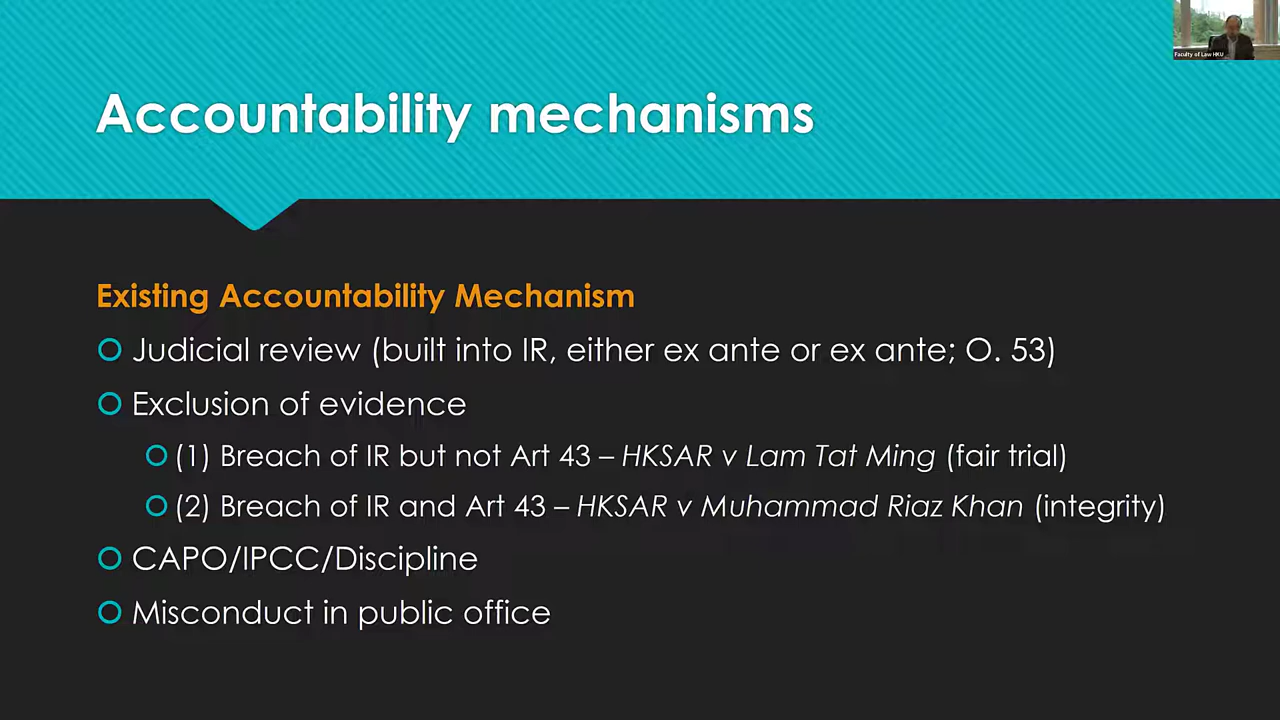 Faculty of Law HKU
Accountability mechanisms
Existing Accountability Mechanism
Judicial review (built into IR, either ex ante or ex ante; O. 53)
Exclusion of evidence
(1) Breach of IR but not Art 43 – HKSAR v Lam Tat Ming (fair trial)
(2) Breach of IR and Art 43 – HKSAR v Muhammad Riaz Khan (integrity)
CAPO/IPCC/Discipline
Misconduct in public office